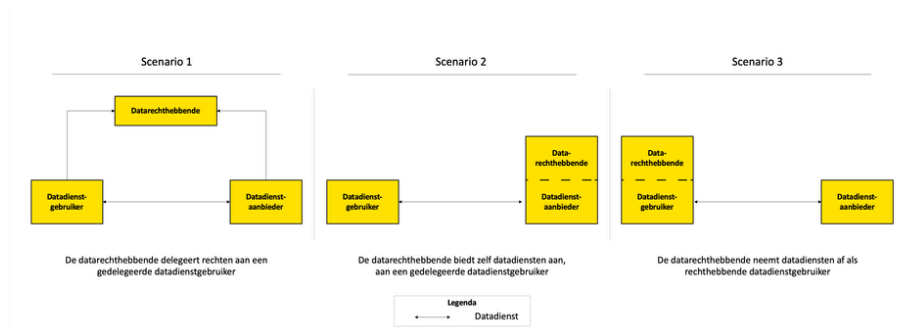 Scenario 1
Scenario 2
Scenario 3
Datarechthebbende
Datadienst-
gebruiker
Datadienst-
aanbieder
Datadienst-
gebruiker
Data-
rechthebbende
Datadienst-
aanbieder
Data-
rechthebbende
Datadienst-
gebruiker
Datadienst-
aanbieder
De datarechthebbende delegeert rechten aan een
gedelegeerde datadienstgebruiker
De datarechthebbende biedt zelf datadiensten aan,
aan een gedelegeerde datadienstgebruiker
De datarechthebbende neemt datadiensten af als
rechthebbende datadienstgebruiker
Legenda
Datadienst